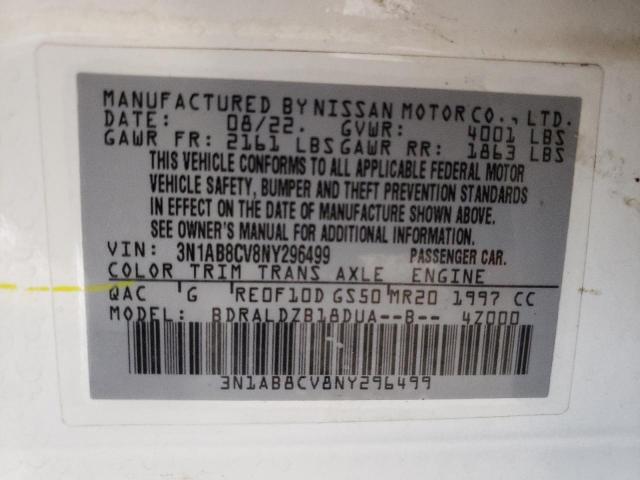 MANUFACTURED BY NISSAN MOTOR CO., LTD.
DATE: 08/22. GVWR: 4001 LBS
GAWR FR: 2161 LBS GAWR RR: 1863 LBS
THIS VEHICLE CONFORMS TO ALL APPLICABLE FEDERAL MOTOR
VEHICLE SAFETY, BUMPER AND THEFT PREVENTION STANDARDS
IN EFFECT ON THE DATE OF MANUFACTURE SHOWN ABOVE.
SEE OWNER'S MANUAL FOR ADDITIONAL INFORMATION.
VIN: 3N1AB8CV8NY296499 PASSENGER CAR.
COLOR TRIM TRANS AXLE ENGINE
QAC G RE0F10D GS50 MR20 1997 CC
MODEL: BDRALDZB18DUA--B-- 4Z000
3N1AB8CV8NY296499